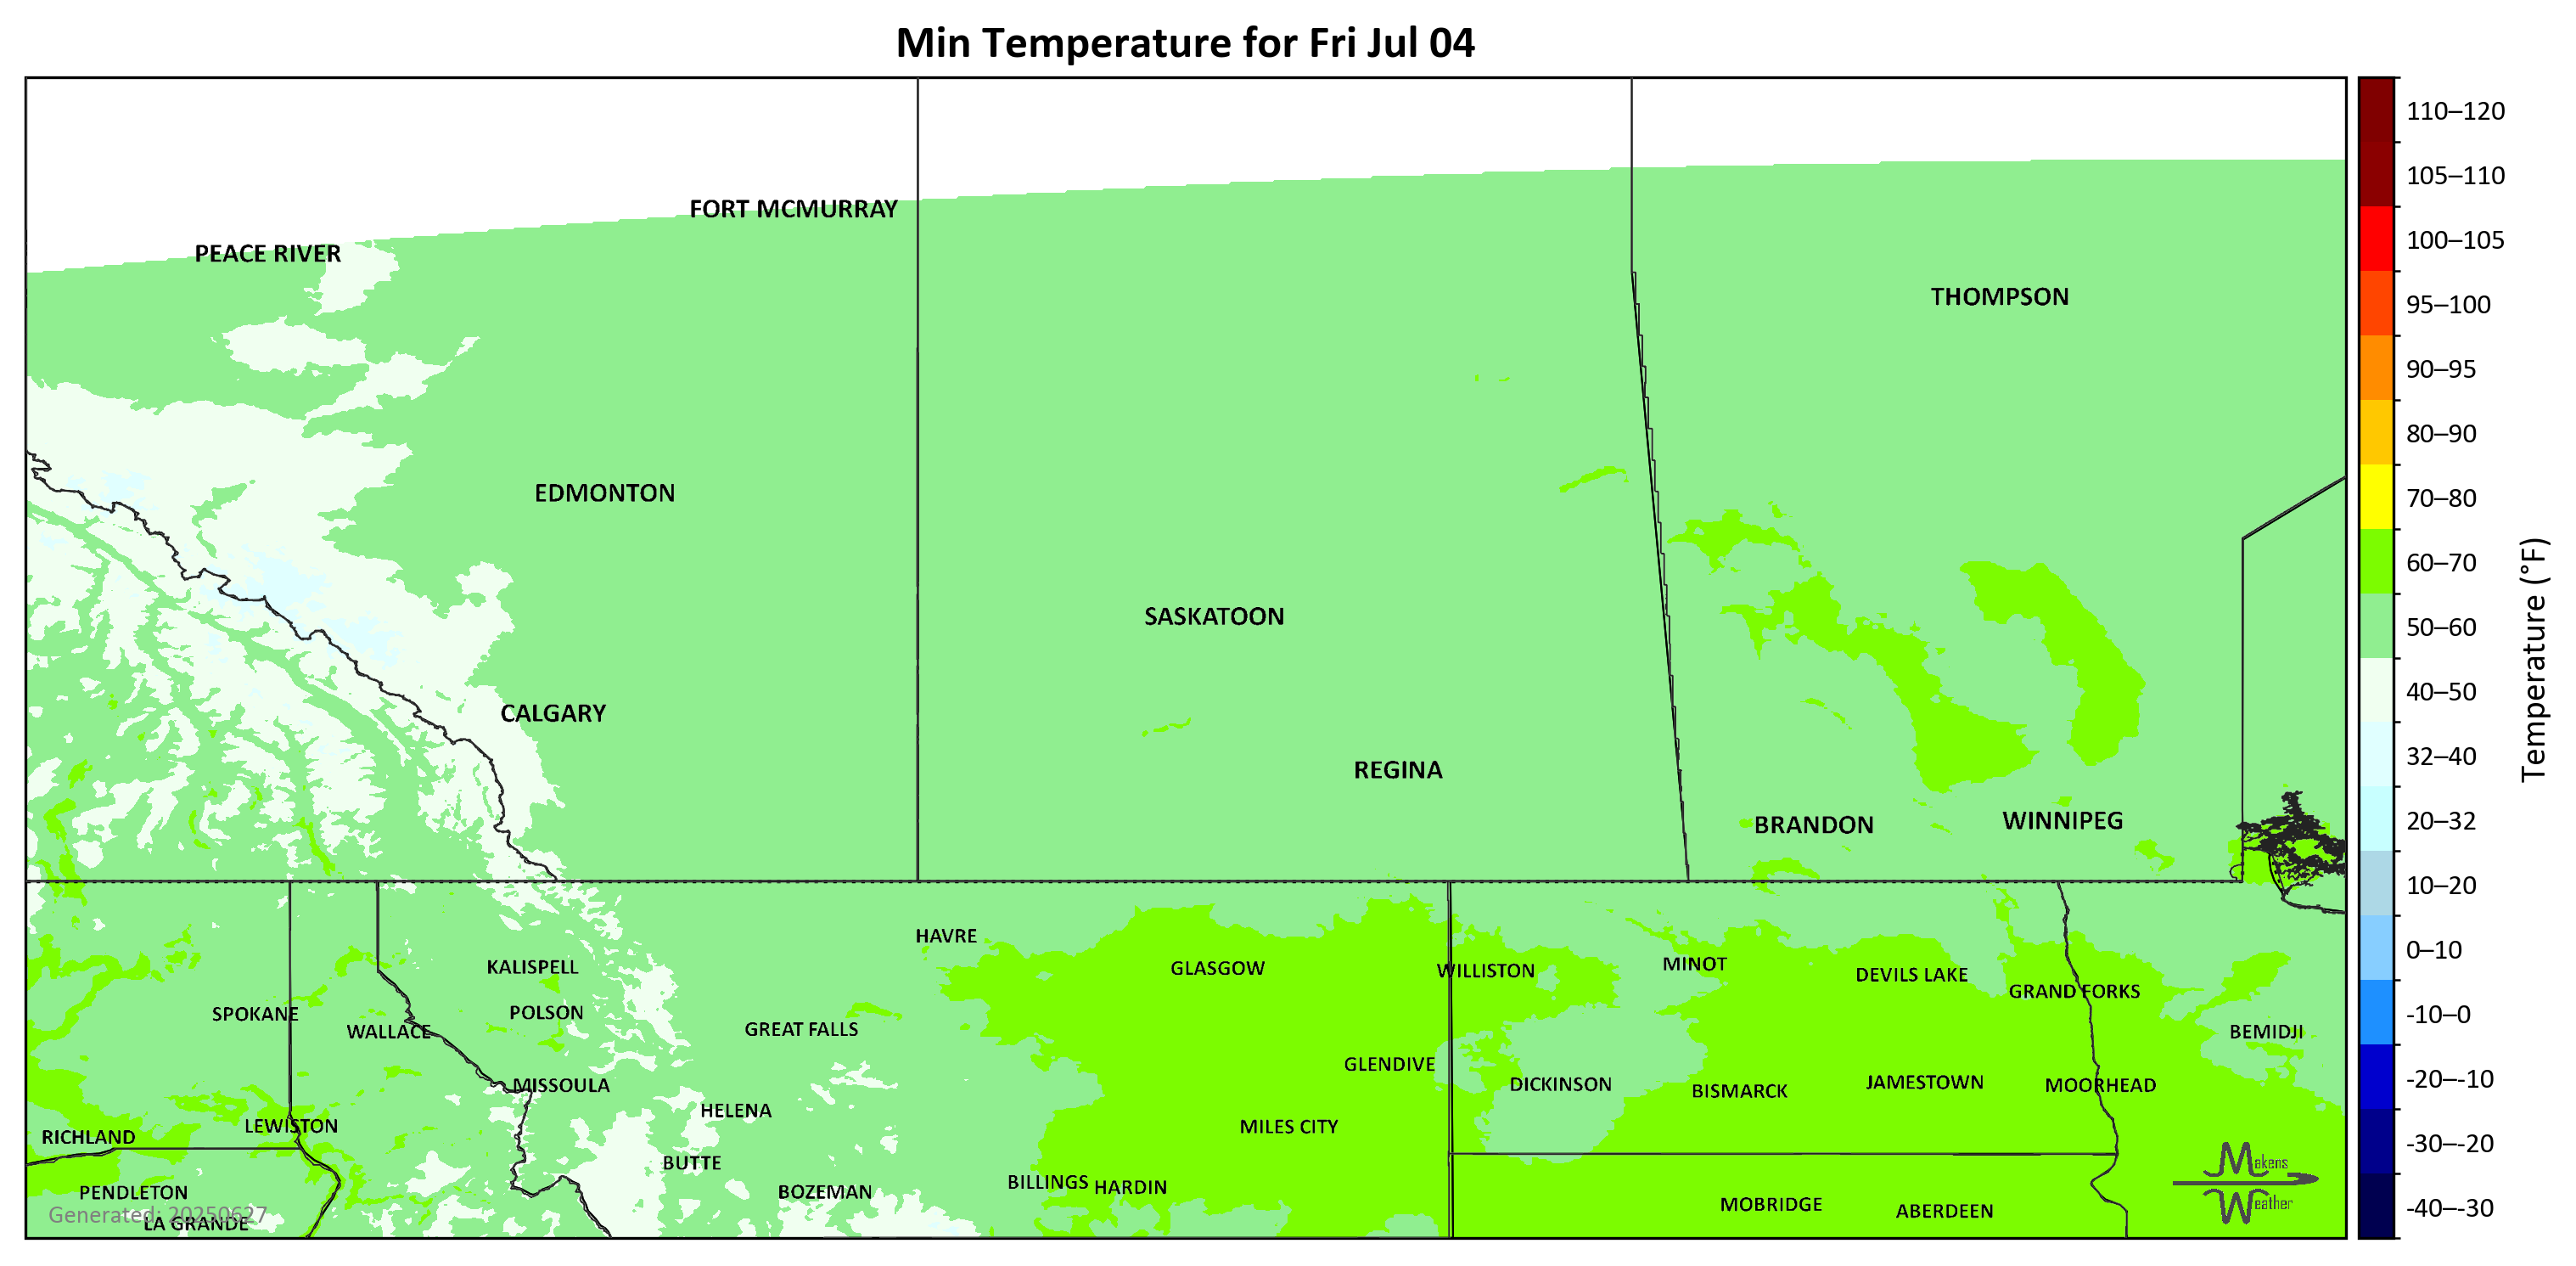 Min Temperature for Fri Jul 04
FORT MCMURRAY
PEACE RIVER
THOMPSON
EDMONTON
SASKATOON
CALGARY
REGINA
BRANDON
WINNIPEG
HAVRE
KALISPELL
GLASGOW
WILLISTON
MINOT
DEVILS LAKE
GRAND FORKS
SPOKANE
POLSON
WALLACE
GREAT FALLS
BEMIDJI
GLENDIVE
MISSOULA
DICKINSON
BISMARCK
JAMESTOWN
MOORHEAD
HELENA
LEWISTON
MILES CITY
RICHLAND
BUTTE
BILLINGS
HARDIN
PENDLETON
BOZEMAN
MOBRIDGE
ABERDEEN
Generated: 20250627
LA GRANDE
Makens
Weather
110–120
105–110
100–105
95–100
90–95
80–90
70–80
60–70
50–60
40–50
32–40
20–32
10–20
0–10
-10–0
-20–-10
-30–-20
-40–-30
Temperature (°F)